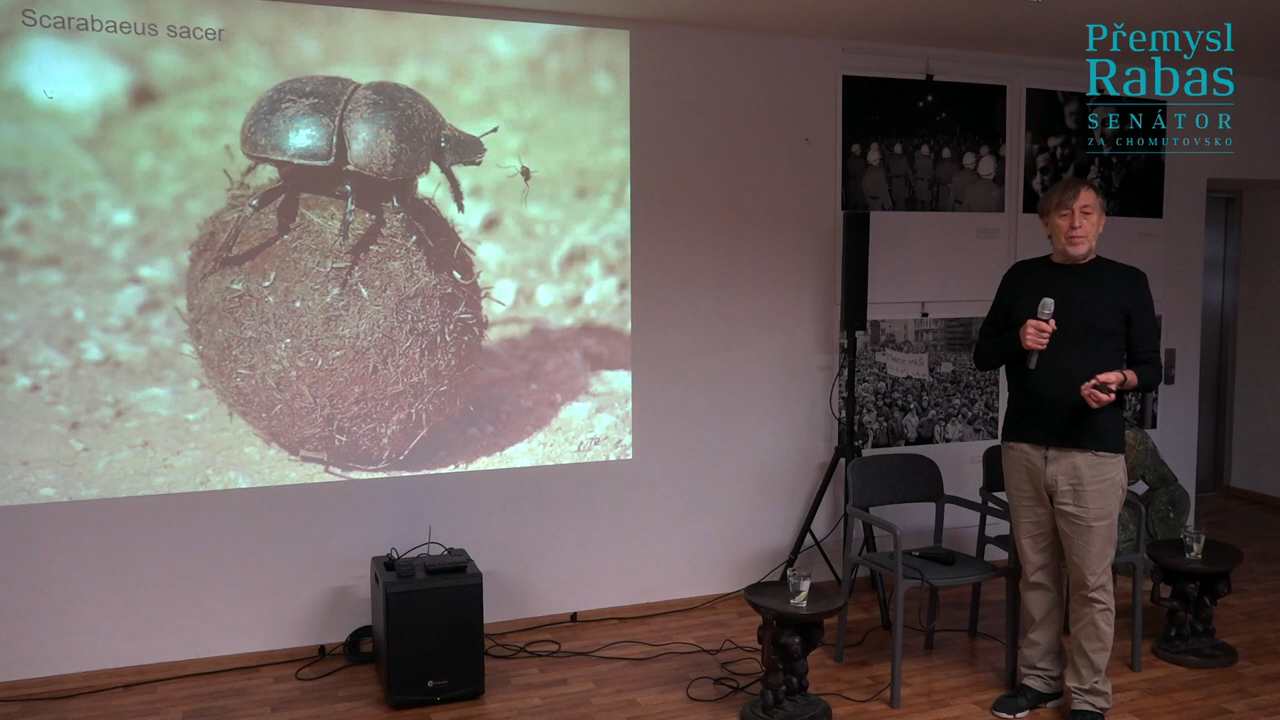 Scarabaeus sacer
Přemysl
Rabas
SENÁTOR
ZA CHOMUTOVSKO